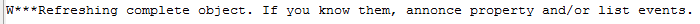 W***Refreshing complete object. If you know them, annonce property and/or list events.